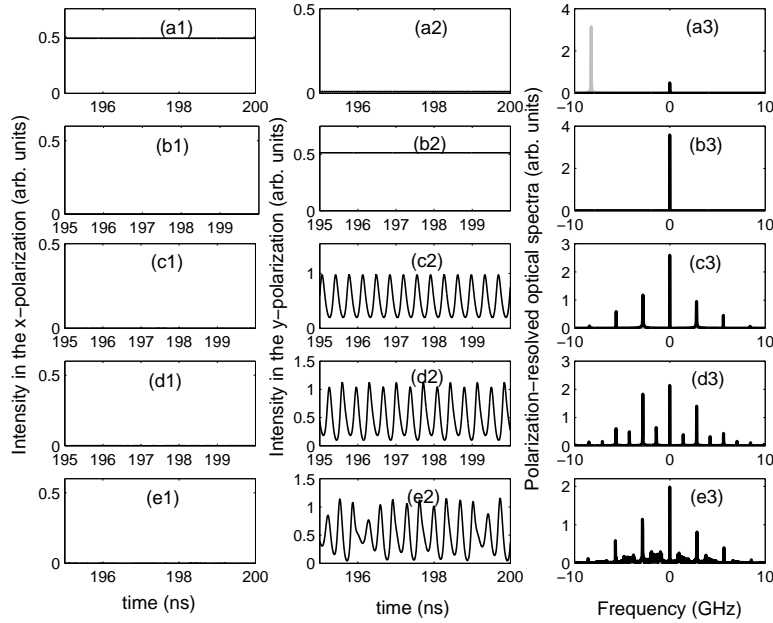 Intensity in the x−polarization (arb. units)
Intensity in the y−polarization (arb. units)
Polarization−resolved optical spectra (arb. units)
(a1)
0.5
0
196 198 200
(a2)
0.5
0
196 198 200
(a3)
4
2
0
−10 0 10
(b1)
0.5
0
195 196 197 198 199
(b2)
0.5
0
195 196 197 198 199
(b3)
4
2
0
−10 0 10
(c1)
0.5
0
195 196 197 198 199
(c2)
1
0
195 196 197 198 199
(c3)
3
2
1
0
−10 0 10
(d1)
0.5
0
195 196 197 198 199
(d2)
1.5
1
0.5
0
195 196 197 198 199
(d3)
3
2
1
0
−10 0 10
(e1)
0.5
0
196 198 200
(e2)
1.5
1
0.5
0
196 198 200
(e3)
2
1
0
−10 0 10
time (ns)
time (ns)
Frequency (GHz)